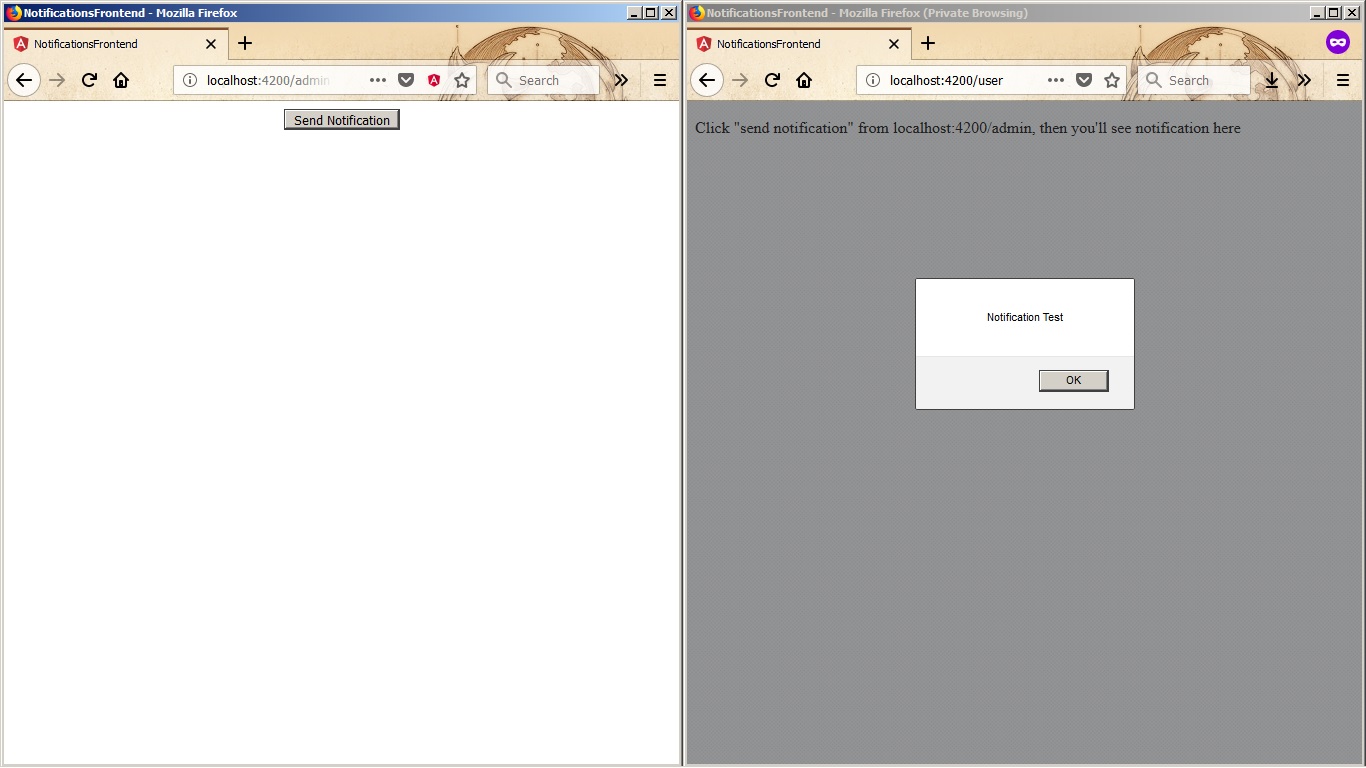 NotificationsFrontend - Mozilla Firefox
NotificationsFrontend
localhost:4200/admin
Search
Send Notification
NotificationsFrontend - Mozilla Firefox (Private Browsing)
NotificationsFrontend
localhost:4200/user
Search
Click "send notification" from localhost:4200/admin, then you'll see notification here
Notification Test
OK